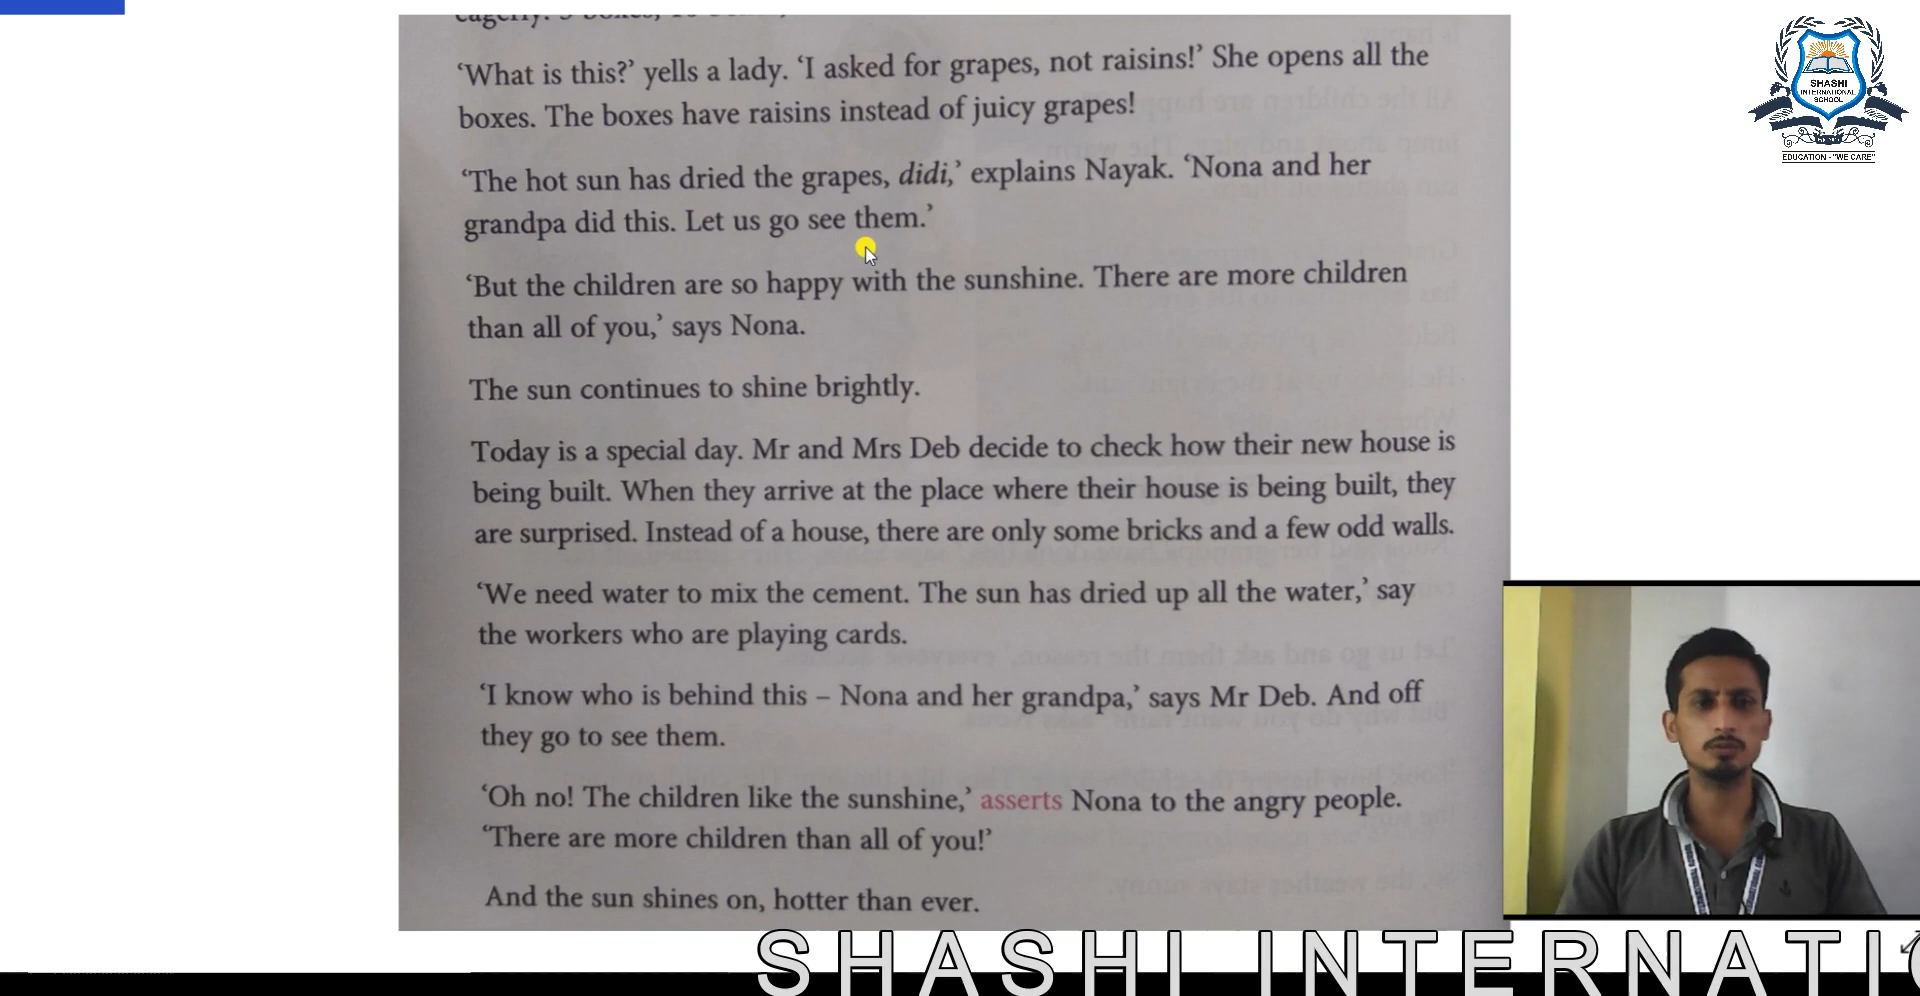 ‘What is this?’ yells a lady. ‘I asked for grapes, not raisins!’ She opens all the
boxes. The boxes have raisins instead of juicy grapes!
‘The hot sun has dried the grapes, didi,’ explains Nayak. ‘Nona and her
grandpa did this. Let us go see them.’
‘But the children are so happy with the sunshine. There are more children
than all of you,’ says Nona.
The sun continues to shine brightly.
Today is a special day. Mr and Mrs Deb decide to check how their new house is
being built. When they arrive at the place where their house is being built, they
are surprised. Instead of a house, there are only some bricks and a few odd walls.
‘We need water to mix the cement. The sun has dried up all the water,’ say
the workers who are playing cards.
‘I know who is behind this – Nona and her grandpa,’ says Mr Deb. And off
they go to see them.
‘Oh no! The children like the sunshine,’ asserts Nona to the angry people.
‘There are more children than all of you!’
And the sun shines on, hotter than ever.
SHASHI
INTERNATIONAL
SCHOOL
EDUCATION - "WE CARE"
SHASHI INTERNATI